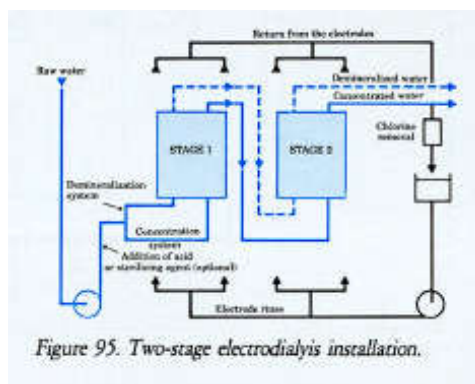 Return from the electrodes
Raw water
Demineralized water
Concentrated water
Chlorine
removal
STAGE 1
STAGE 2
Demineralization
system
Concentration
system
Addition of acid
or sterilizing agent (optional)
Electrode rinse
Figure 95. Two-stage electrodialyis installation.